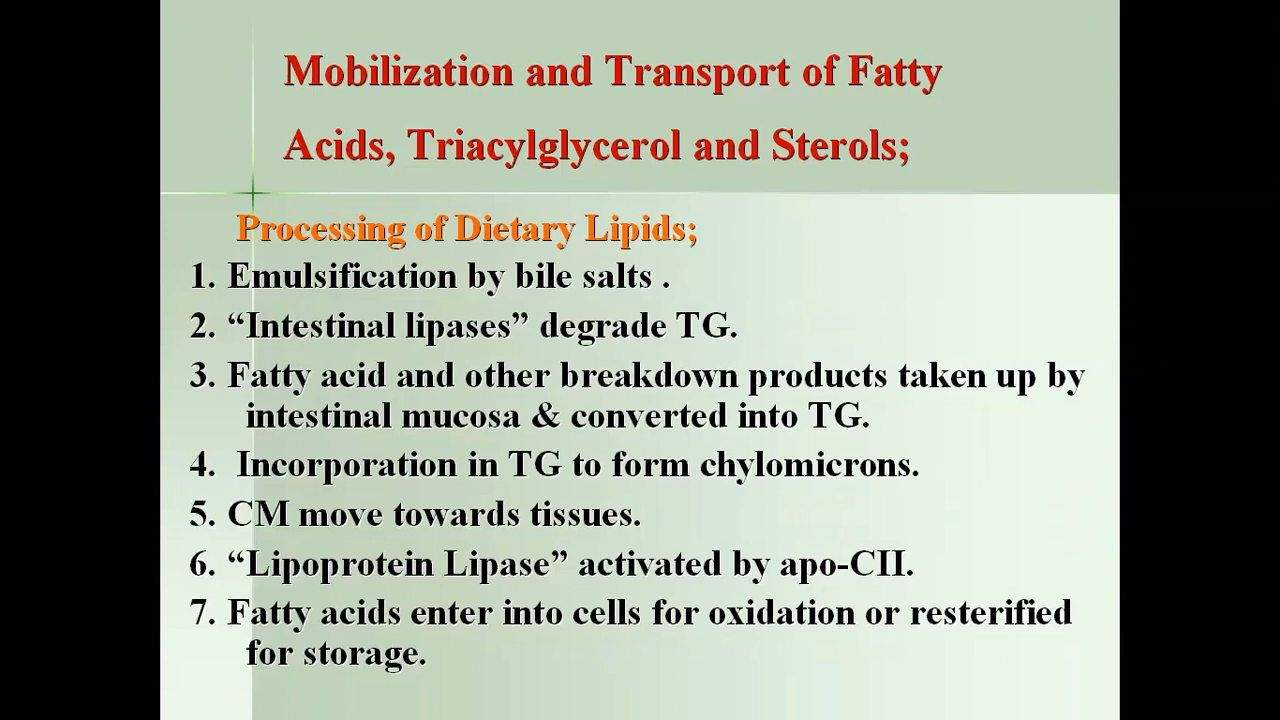 Mobilization and Transport of Fatty
Acids, Triacylglycerol and Sterols;
Processing of Dietary Lipids;
1. Emulsification by bile salts .
2. “Intestinal lipases” degrade TG.
3. Fatty acid and other breakdown products taken up by
intestinal mucosa & converted into TG.
4. Incorporation in TG to form chylomicrons.
5. CM move towards tissues.
6. “Lipoprotein Lipase” activated by apo-CII.
7. Fatty acids enter into cells for oxidation or resterified
for storage.